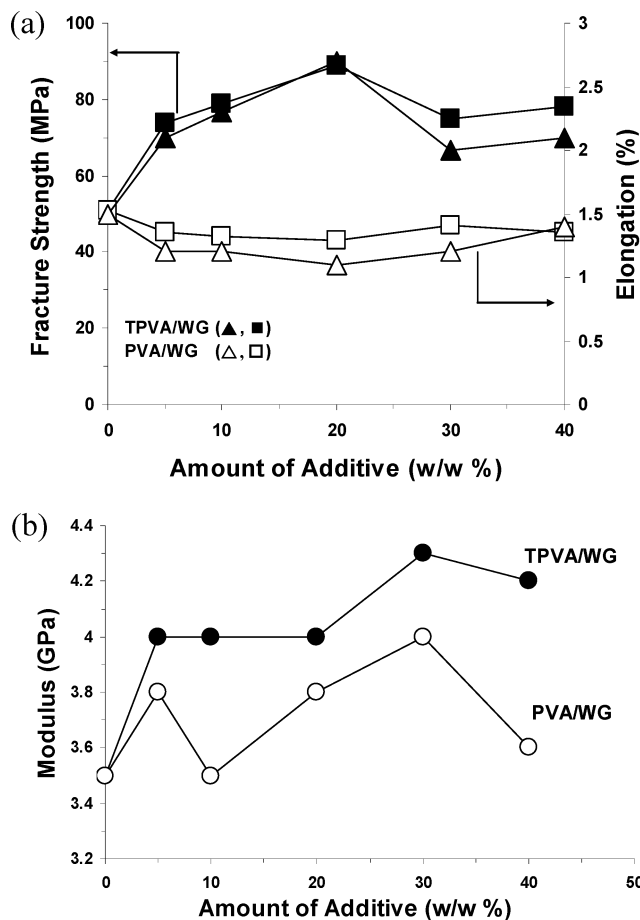 (a)
100
80
60
40
20
0
Fracture Strength (MPa)
3
2.5
2
1.5
1
0.5
0
Elongation (%)
TPVA/WG (▲, ■)
PVA/WG (△, □)
0 10 20 30 40
Amount of Additive (w/w %)
(b)
4.4
4.2
4
3.8
3.6
3.4
3.2
Modulus (GPa)
TPVA/WG
PVA/WG
0 10 20 30 40 50
Amount of Additive (w/w %)